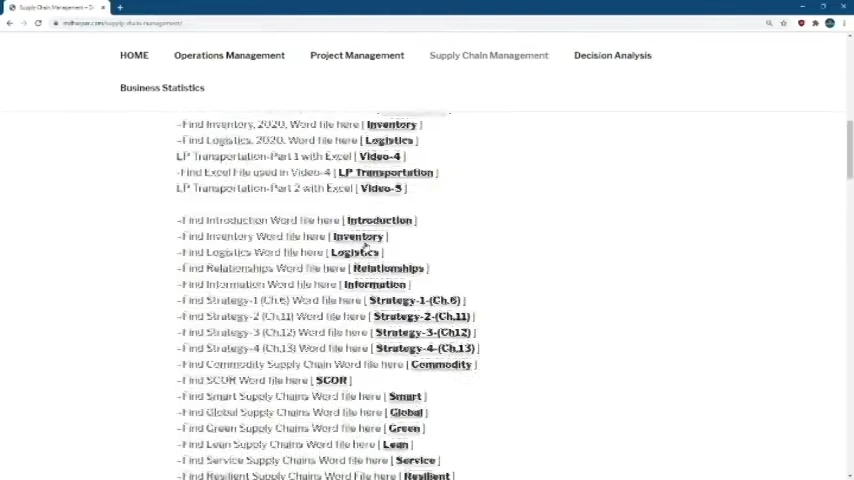 Supply Chain Management – D
mdhaipar.com/supply-chain-management/
HOME Operations Management Project Management Supply Chain Management Decision Analysis
Business Statistics
-Find Inventory, 2020, Word file here [ Inventory ]
-Find Logistics, 2020, Word file here [ Logistics ]
LP Transportation-Part 1 with Excel [ Video-4 ]
-Find Excel File used in Video-4 [ LP Transportation ]
LP Transportation-Part 2 with Excel [ Video-5 ]
-Find Introduction Word file here [ Introduction ]
-Find Inventory Word file here [ Inventory ]
-Find Logistics Word file here [ Logistics ]
-Find Relationships Word file here [ Relationships ]
-Find Information Word file here [ Information ]
-Find Strategy-1 (Ch.6) Word file here [ Strategy-1-(Ch.6) ]
-Find Strategy-2 (Ch.11) Word file here [ Strategy-2-(Ch.11) ]
-Find Strategy-3 (Ch.12) Word file here [ Strategy-3-(Ch12) ]
-Find Strategy-4 (Ch.13) Word file here [ Strategy-4-(Ch.13) ]
-Find Commodity Supply Chain Word file here [ Commodity ]
-Find SCOR Word file here [ SCOR ]
-Find Smart Supply Chains Word file here [ Smart ]
-Find Global Supply Chains Word file here [ Global ]
-Find Green Supply Chains Word file here [ Green ]
-Find Lean Supply Chains Word file here [ Lean ]
-Find Service Supply Chains Word file here [ Service ]
-Find Resilient Supply Chains Word file here [ Resilient ]